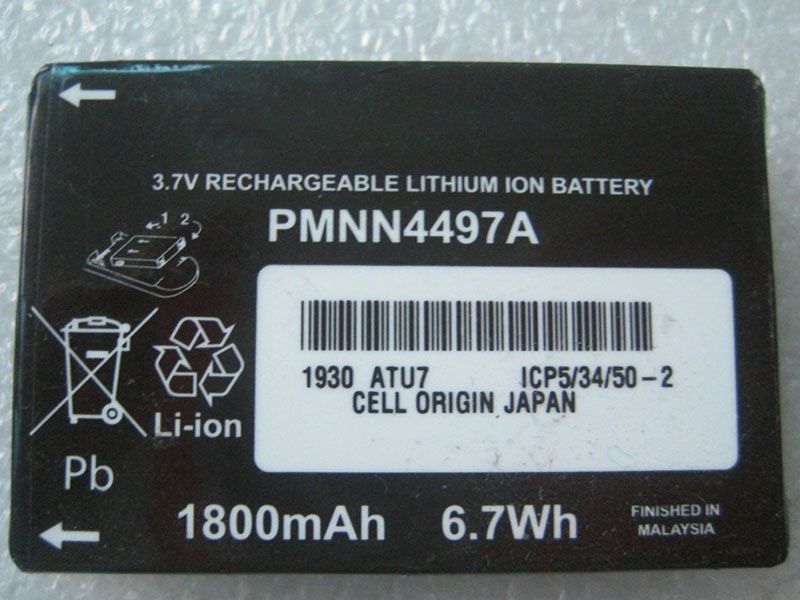 3.7V RECHARGEABLE LITHIUM ION BATTERY
1 2
PMNN4497A
1930 ATU7 ICP5/34/50-2
CELL ORIGIN JAPAN
Li-ion
Pb
1800mAh 6.7Wh
FINISHED IN
MALAYSIA